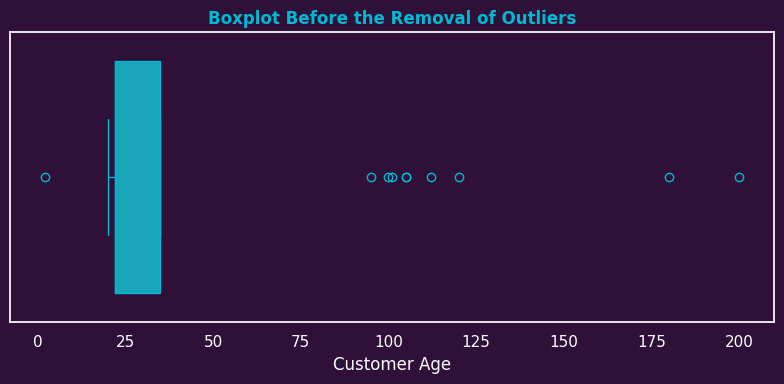 Boxplot Before the Removal of Outliers
0 25 50 75 100 125 150 175 200
Customer Age